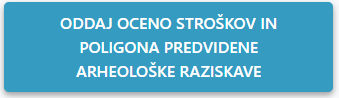 ODDAJ OCENO STROŠKOV IN
POLIGONA PREDVIDENE
ARHEOLOŠKE RAZISKAVE